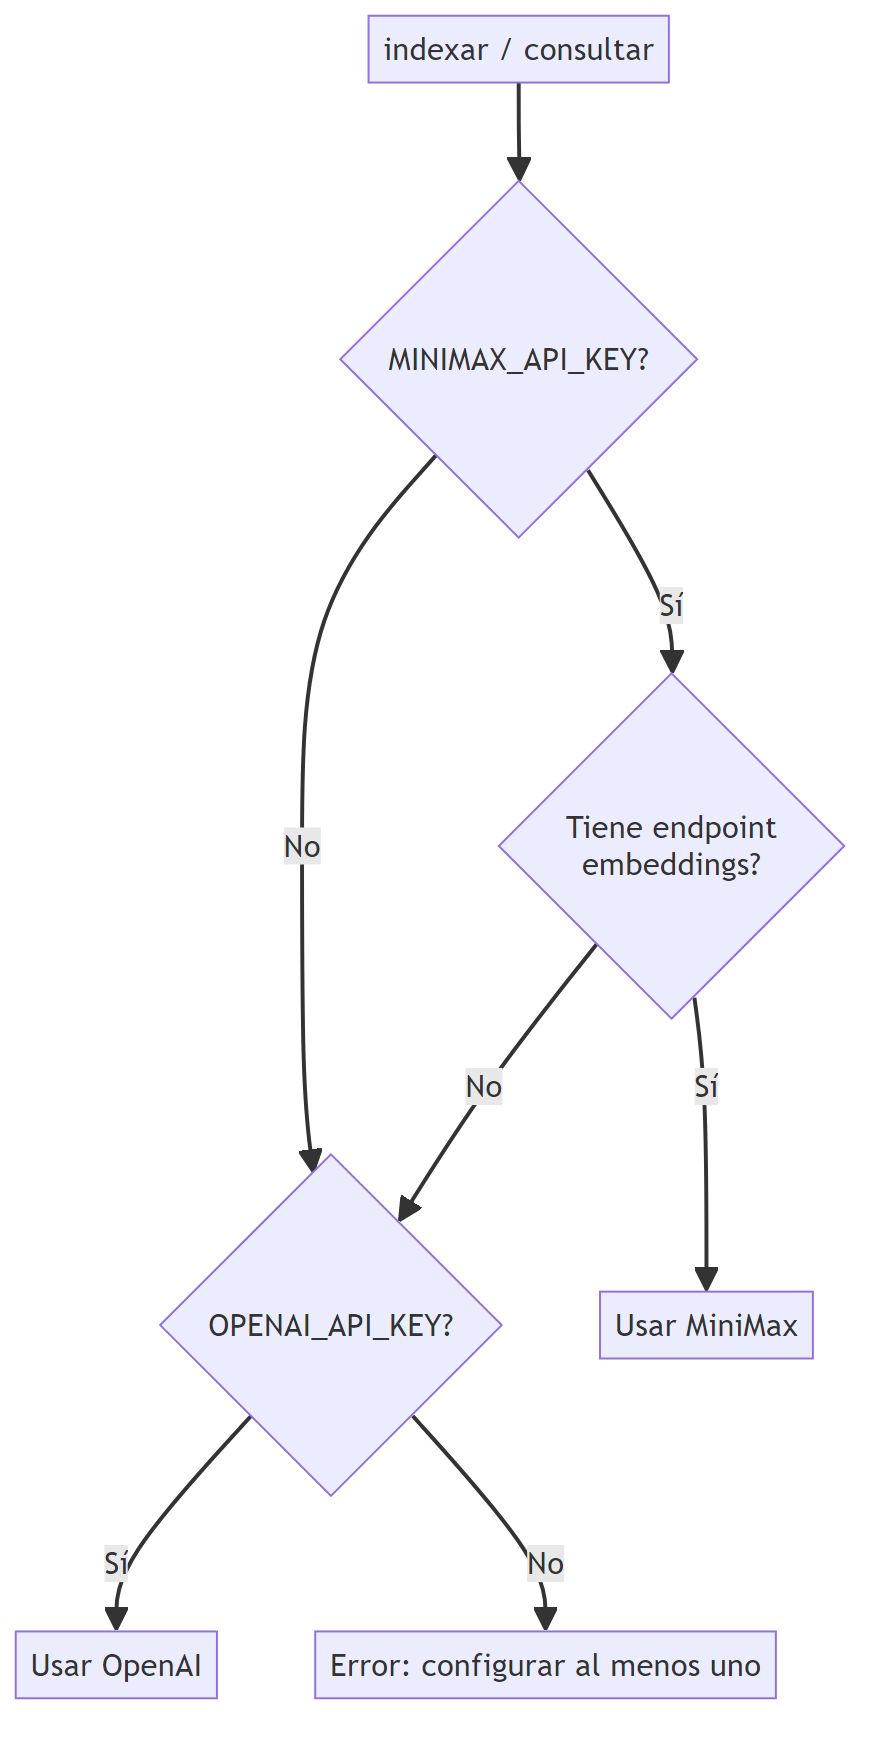 indexar / consultar
MINIMAX_API_KEY?
Sí
Tiene endpoint
embeddings?
No
No
Sí
OPENAI_API_KEY?
Usar MiniMax
Sí
No
Usar OpenAI
Error: configurar al menos uno